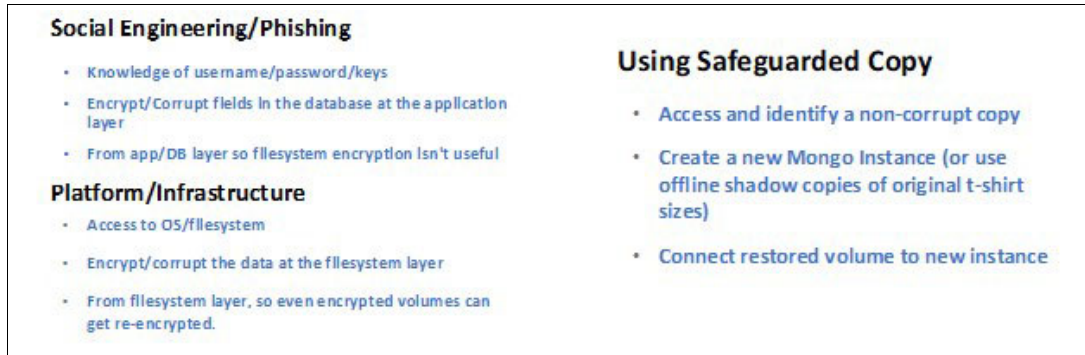 Social Engineering/Phishing
Knowledge of username/password/keys
Encrypt/Corrupt fields in the database at the application
layer
From app/DB layer so filesystem encryption isn't useful
Platform/Infrastructure
Access to OS/filesystem
Encrypt/corrupt the data at the filesystem layer
From filesystem layer, so even encrypted volumes can
get re-encrypted.
Using Safeguarded Copy
Access and identify a non-corrupt copy
Create a new Mongo Instance (or use
offline shadow copies of original t-shirt
sizes)
Connect restored volume to new instance